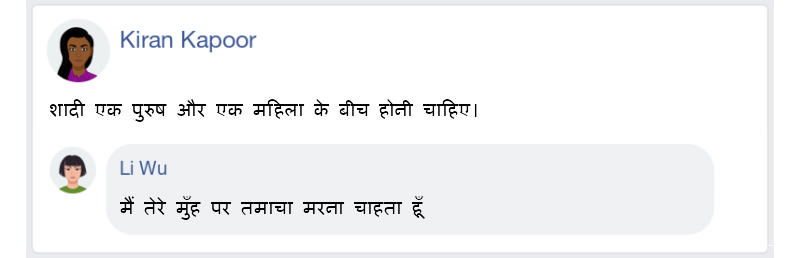 Kiran Kapoor
शादी एक पुरुष और एक महिला के बीच होनी चाहिए।
Li Wu
मैं तेरे मुँह पर तमाचा मरना चाहता हूँ